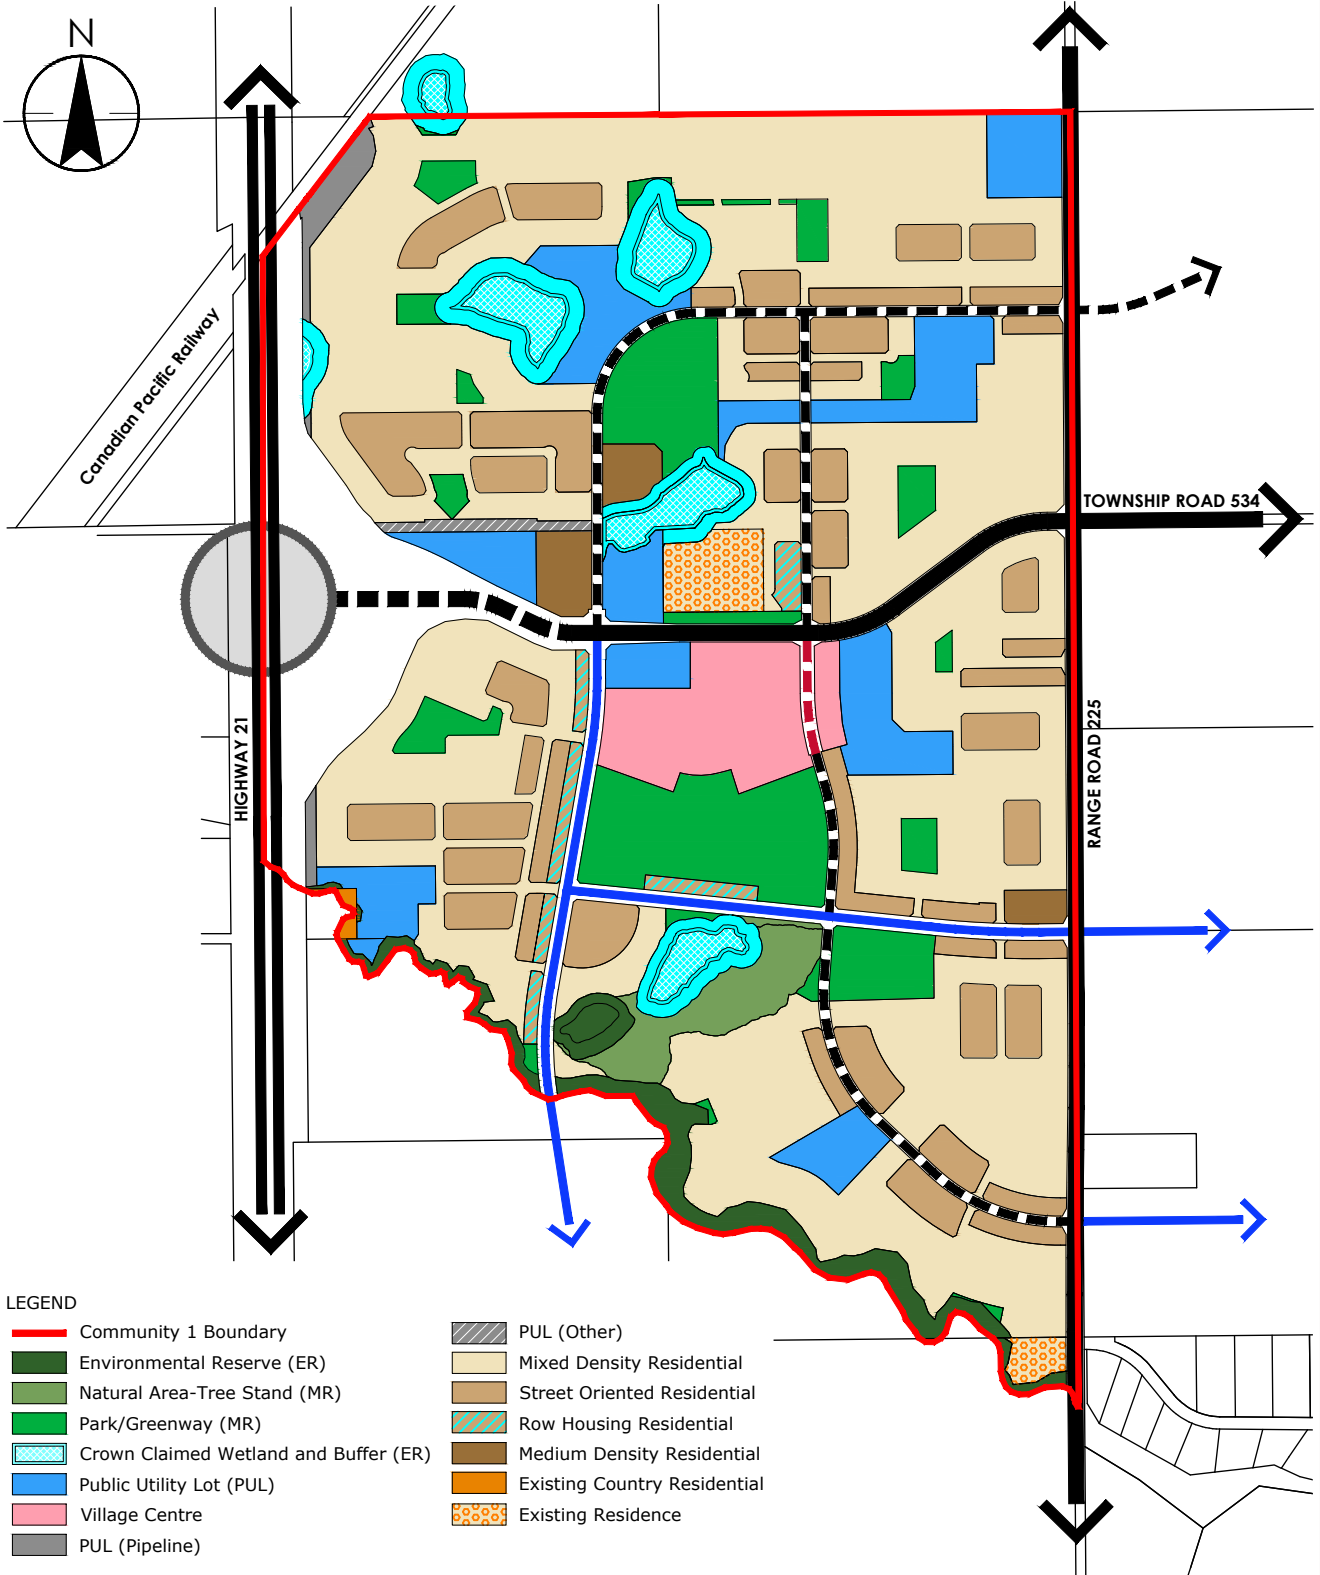 N
Canadian Pacific Railway
TOWNSHIP ROAD 534
HIGHWAY 21
RANGE ROAD 225
LEGEND
Community 1 Boundary
Environmental Reserve (ER)
Natural Area-Tree Stand (MR)
Park/Greenway (MR)
Crown Claimed Wetland and Buffer (ER)
Public Utility Lot (PUL)
Village Centre
PUL (Pipeline)
PUL (Other)
Mixed Density Residential
Street Oriented Residential
Row Housing Residential
Medium Density Residential
Existing Country Residential
Existing Residence